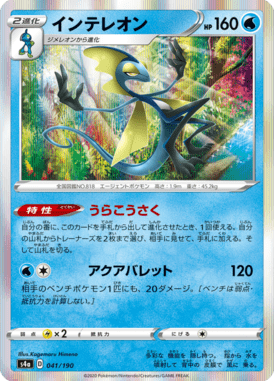 2進化
インテレオン
HP160
ジメレオンから進化
全国図鑑NO.818 エージェントポケモン 高さ:1.9m 重さ:45.2kg
特性 うらこうさく
自分の番に、このカードを手札から出して進化させたとき、1回使える。自分の山札からトレーナーズを2枚まで選び、相手に見せて、手札に加える。そして山札を切る。
アクアバレット 120
相手のベンチポケモン1匹にも、20ダメージ。[ベンチは弱点・抵抗力を計算しない。]
弱点 ×2 抵抗力 にげる
Illus. Kagemaru Himeno
s4a 041/190
©2020 Pokémon/Nintendo/Creatures/GAME FREAK